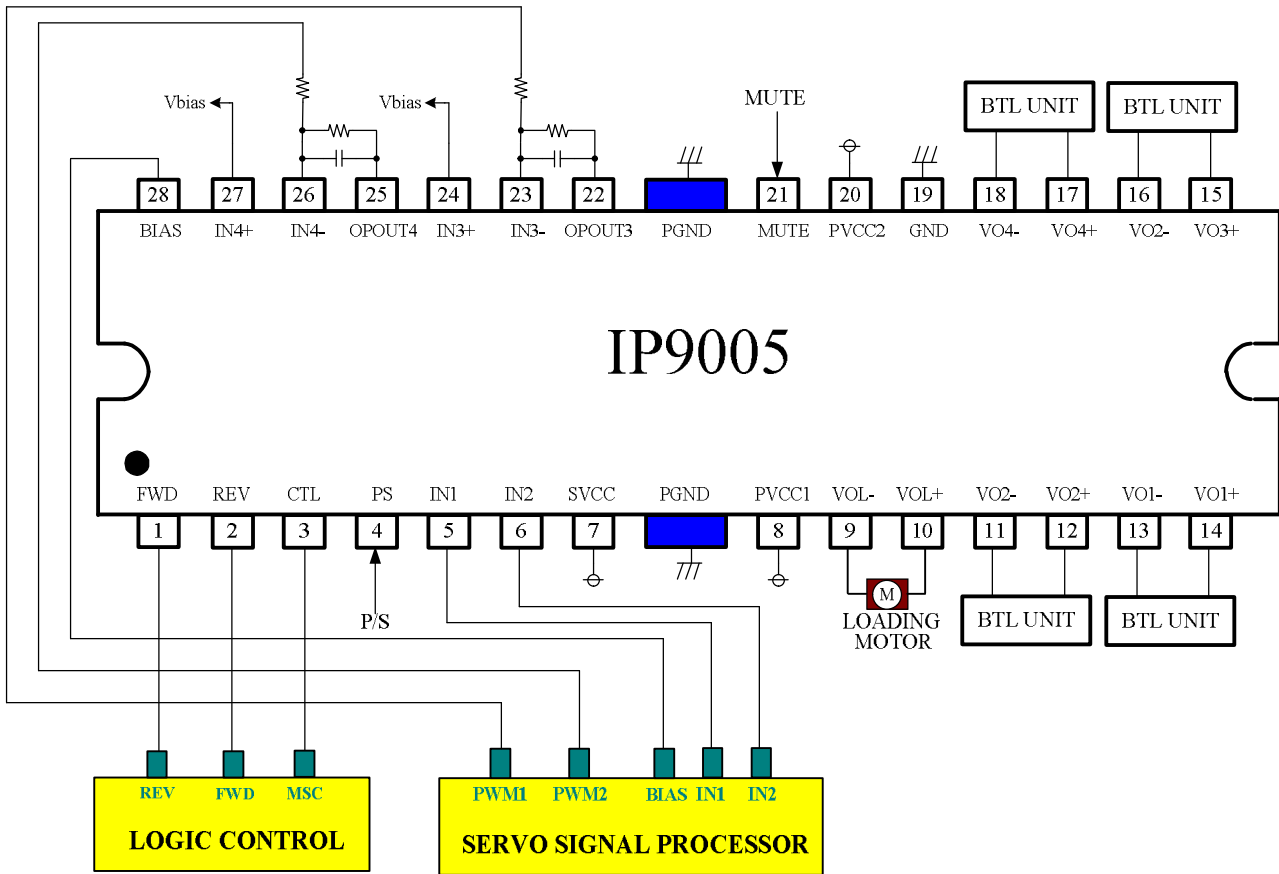 Vbias
Vbias
MUTE
BTL UNIT
BTL UNIT
28 27 26 25 24 23 22 21 20 19 18 17 16 15
BIAS IN4+ IN4- OPOUT4 IN3+ IN3- OPOUT3 PGND MUTE PVCC2 GND VO4- VO4+ VO2- VO3+
IP9005
FWD REV CTL PS IN1 IN2 SVCC PGND PVCC1 VOL- VOL+ VO2- VO2+ VO1- VO1+
1 2 3 4 5 6 7 8 9 10 11 12 13 14
P/S
M
LOADING
MOTOR
BTL UNIT
BTL UNIT
REV FWD MSC
LOGIC CONTROL
PWM1 PWM2 BIAS IN1 IN2
SERVO SIGNAL PROCESSOR